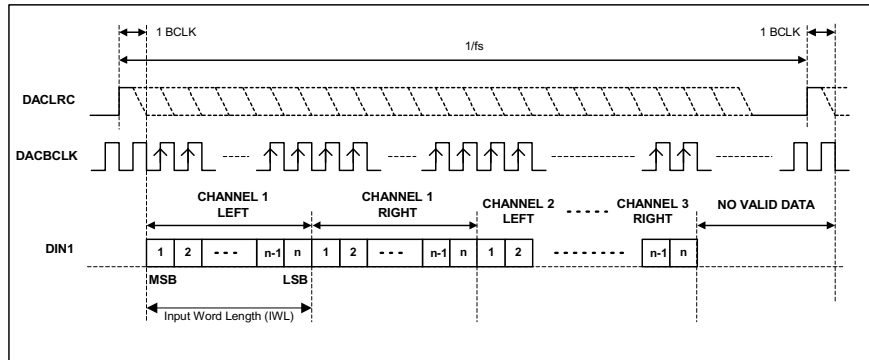 1 BCLK 1 BCLK
1/fs
DACLRC
DACBCLK
CHANNEL 1 LEFT
CHANNEL 1 RIGHT
CHANNEL 2 LEFT
CHANNEL 3 RIGHT
NO VALID DATA
DIN1
1 2 n-1 n 1 2 n-1 n 1 2 n-1 n
MSB LSB
Input Word Length (IWL)